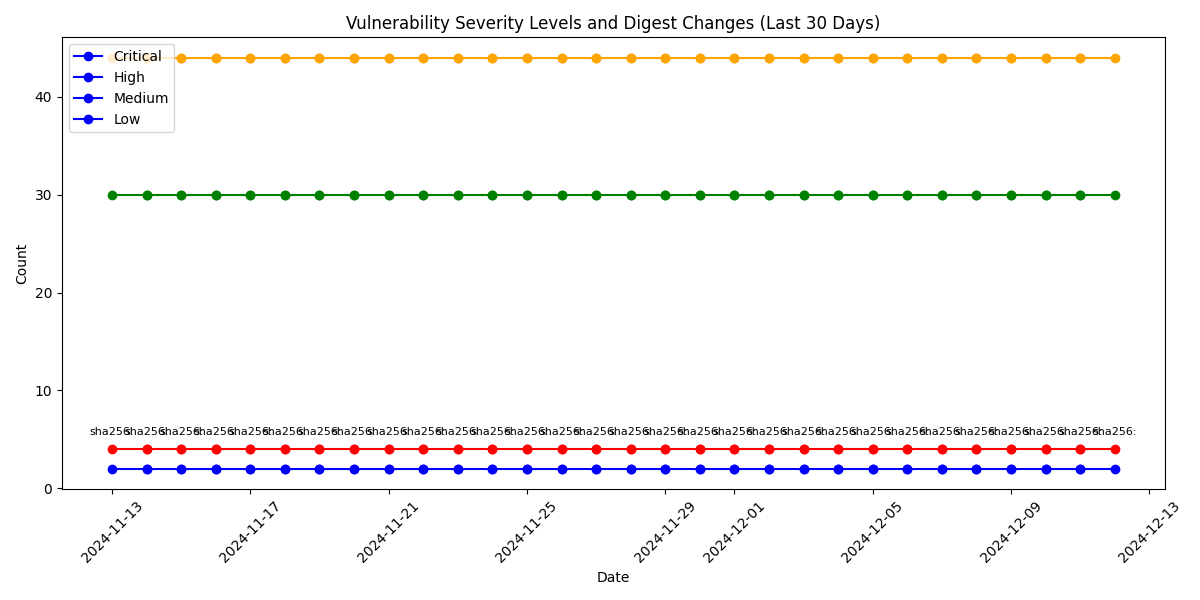 Vulnerability Severity Levels and Digest Changes (Last 30 Days)
Critical
High
Medium
Low
40
30
20
10
0
Count
sha256: sha256: sha256: sha256: sha256: sha256: sha256: sha256: sha256: sha256: sha256: sha256: sha256: sha256: sha256: sha256: sha256: sha256: sha256: sha256: sha256: sha256: sha256: sha256: sha256: sha256: sha256: sha256: sha256: sha256:
2024-11-13 2024-11-17 2024-11-21 2024-11-25 2024-11-29 2024-12-01 2024-12-05 2024-12-09 2024-12-13
Date